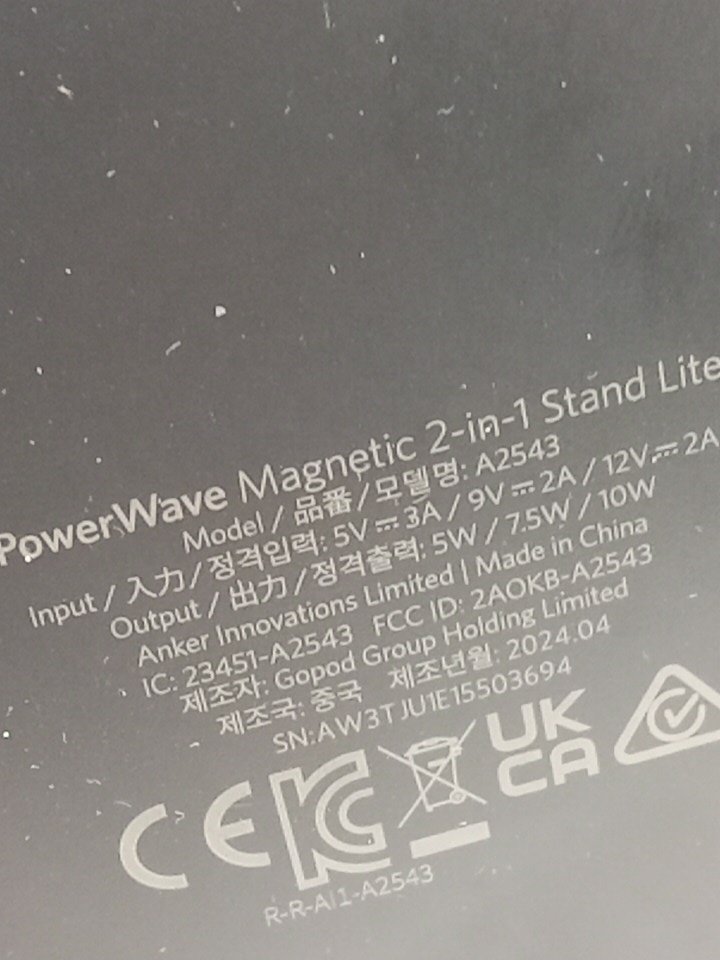 PowerWave Magnetic 2-in-1 Stand Lite
Model / 品番 / 모델명: A2543
Input / 入力 / 정격입력: 5V⎓3A / 9V⎓2A / 12V⎓2A
Output / 出力 / 정격출력: 5W / 7.5W / 10W
Anker Innovations Limited | Made in China
IC: 23451-A2543 FCC ID: 2AOKB-A2543
제조자: Gopod Group Holding Limited
제조국: 중국 제조년월: 2024.04
SN:AW3TJU1E15503694
CE KC UK CA
R-R-AI1-A2543